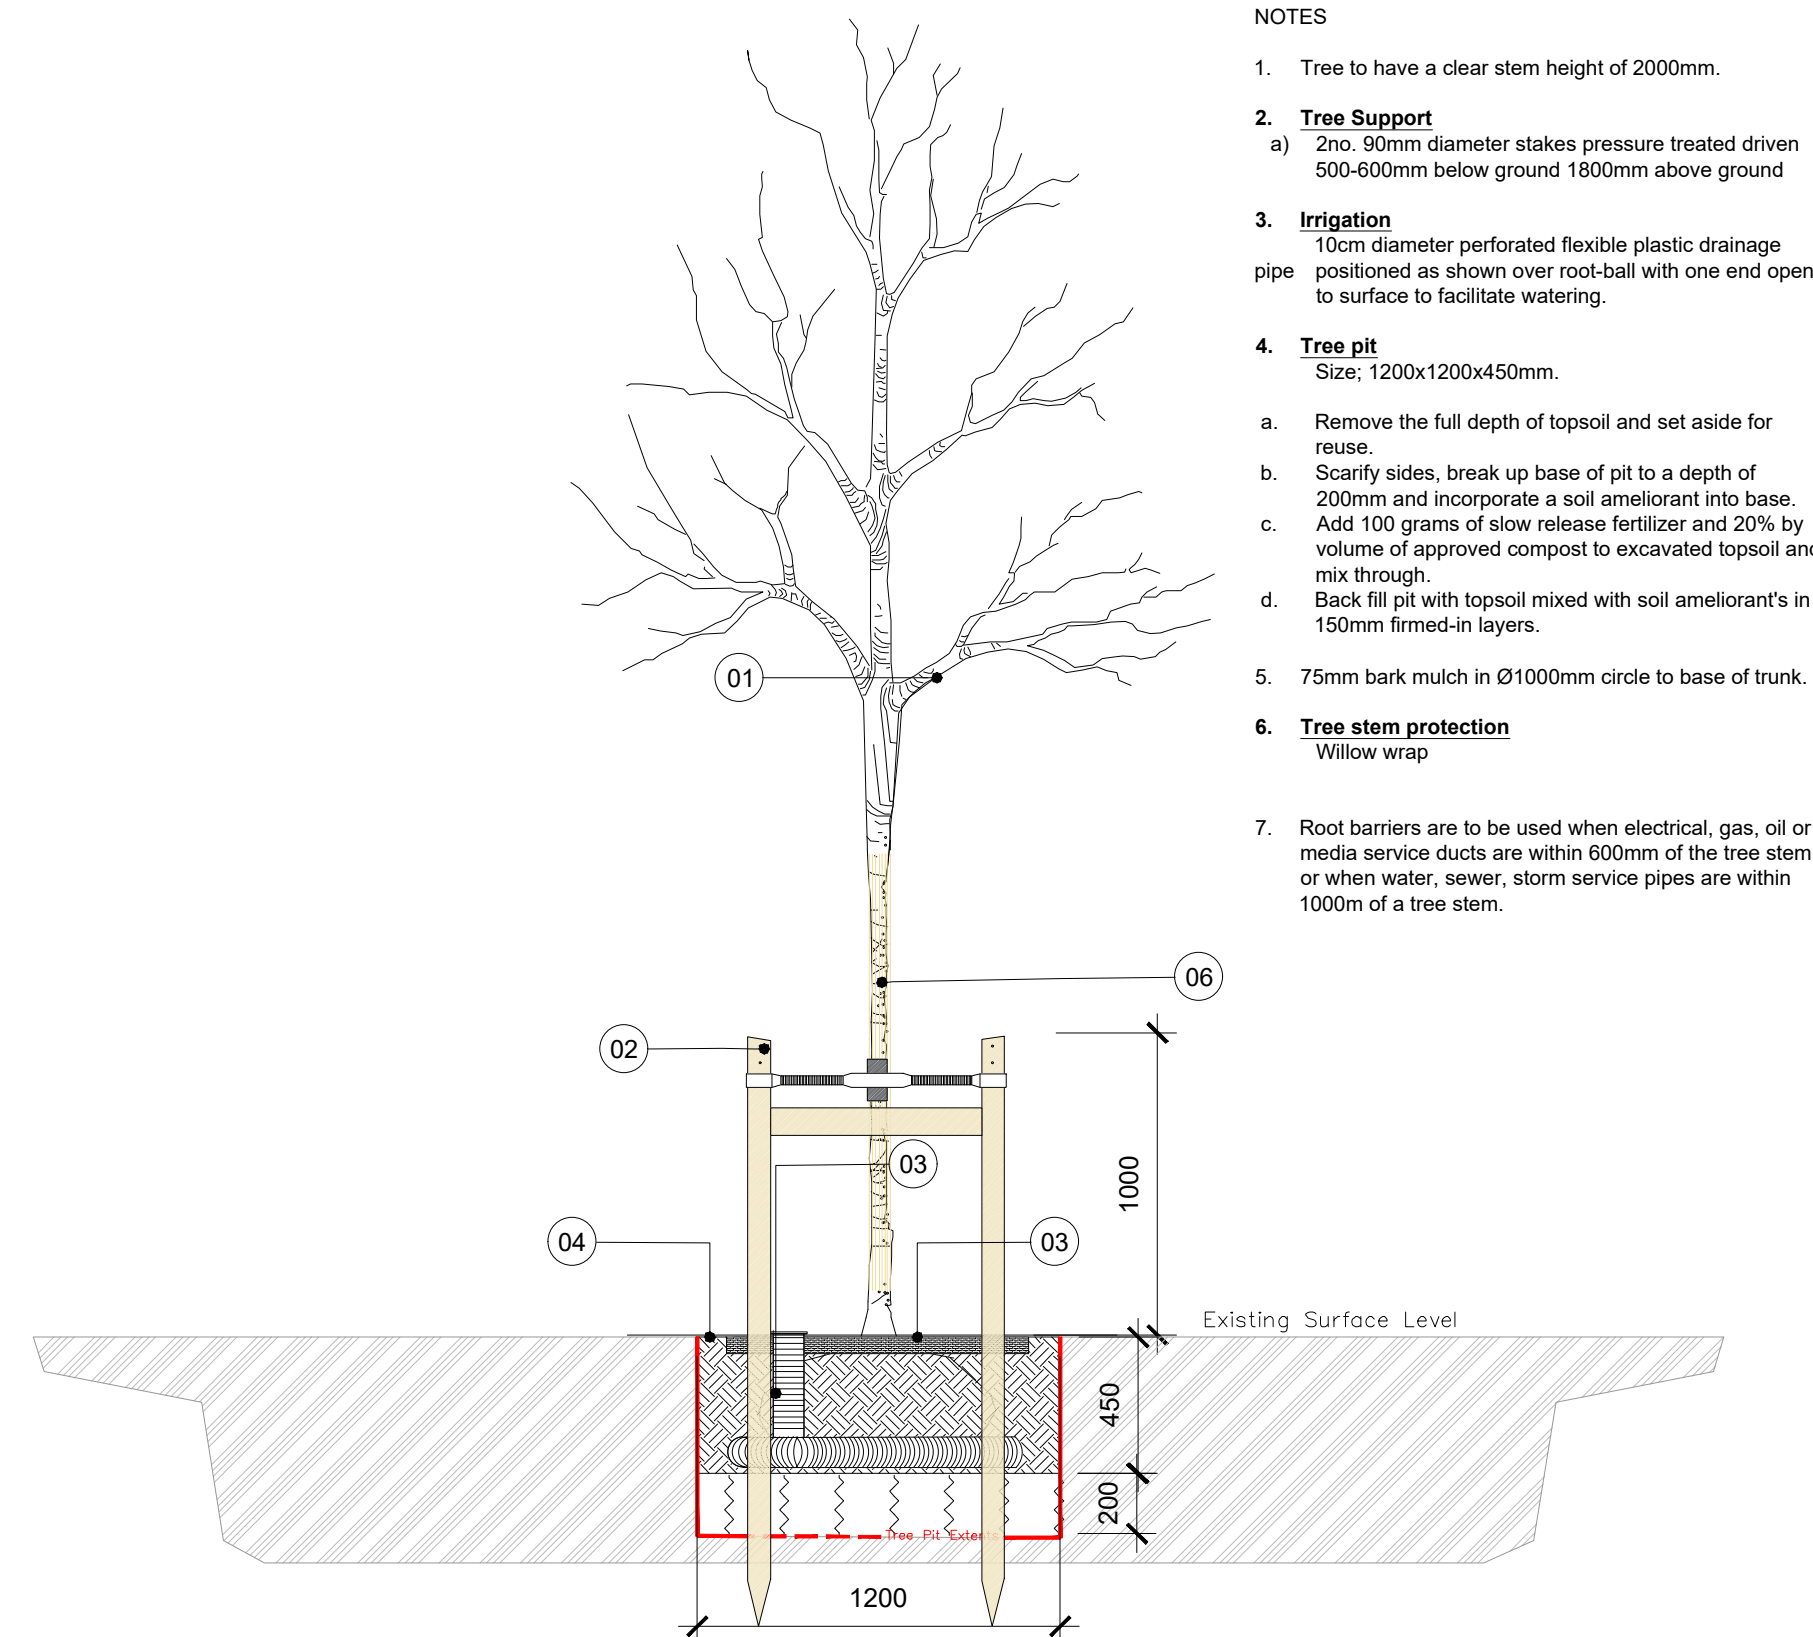 NOTES
1. Tree to have a clear stem height of 2000mm.
2. Tree Support
a) 2no. 90mm diameter stakes pressure treated driven
500-600mm below ground 1800mm above ground
3. Irrigation
10cm diameter perforated flexible plastic drainage
pipe positioned as shown over root-ball with one end open
to surface to facilitate watering.
4. Tree pit
Size; 1200x1200x450mm.
a. Remove the full depth of topsoil and set aside for
reuse.
b. Scarify sides, break up base of pit to a depth of
200mm and incorporate a soil ameliorant into base.
c. Add 100 grams of slow release fertilizer and 20% by
volume of approved compost to excavated topsoil and
mix through.
d. Back fill pit with topsoil mixed with soil ameliorant's in
150mm firmed-in layers.
5. 75mm bark mulch in Ø1000mm circle to base of trunk.
6. Tree stem protection
Willow wrap
7. Root barriers are to be used when electrical, gas, oil or
media service ducts are within 600mm of the tree stem
or when water, sewer, storm service pipes are within
1000m of a tree stem.
01
06
02
03
1000
04
03
Existing Surface Level
450
200
Tree Pit Extents
1200